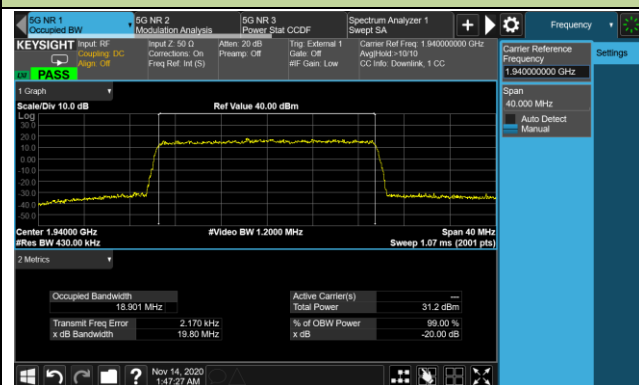 5G NR 1
Occupied BW
5G NR 2
Modulation Analysis
5G NR 3
Power Stat CCDF
Spectrum Analyzer 1
Swept SA
Frequency
KEYSIGHT
Input: RF
Coupling: DC
Align: Off
Input Z: 50 Ω
Corrections: On
Freq Ref: Int (S)
Atten: 20 dB
Preamp: Off
Trig: External 1
Gate: Off
#IF Gain: Low
Carrier Ref Freq: 1.940000000 GHz
Avg|Hold:>10/10
CC Info: Downlink, 1 CC
PASS
Carrier Reference
Frequency
1.940000000 GHz
Settings
Span
40.000 MHz
Auto Detect
Manual
1 Graph
Scale/Div 10.0 dB
Ref Value 40.00 dBm
Log
30.0
20.0
10.0
0.00
-10.0
-20.0
-30.0
-40.0
-50.0
Center 1.94000 GHz
#Res BW 430.00 kHz
#Video BW 1.2000 MHz
Span 40 MHz
Sweep 1.07 ms (2001 pts)
2 Metrics
Occupied Bandwidth
18.901 MHz
Active Carrier(s)
—
Total Power
31.2 dBm
Transmit Freq Error
2.170 kHz
% of OBW Power
99.00 %
x dB Bandwidth
19.80 MHz
x dB
-20.00 dB
?
Nov 14, 2020
1:47:27 AM